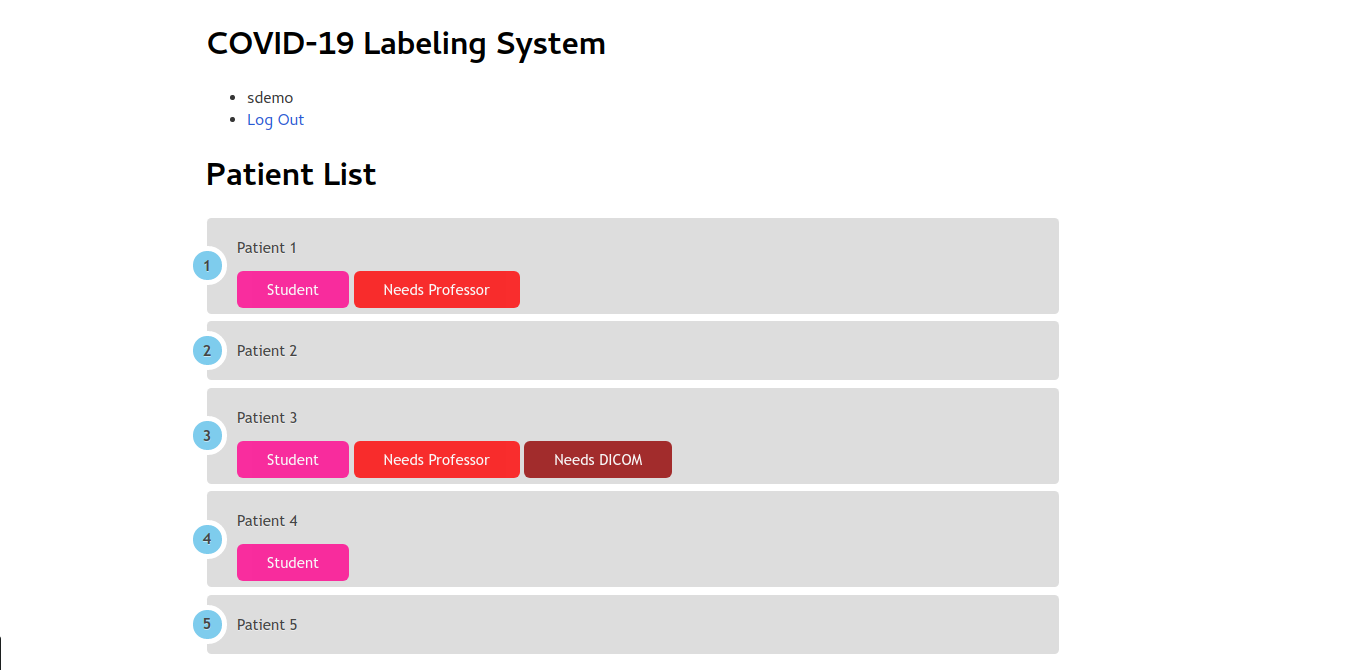 COVID-19 Labeling System
sdemo
Log Out
Patient List
1
Patient 1
Student Needs Professor
2 Patient 2
3
Patient 3
Student Needs Professor Needs DICOM
4
Patient 4
Student
5 Patient 5